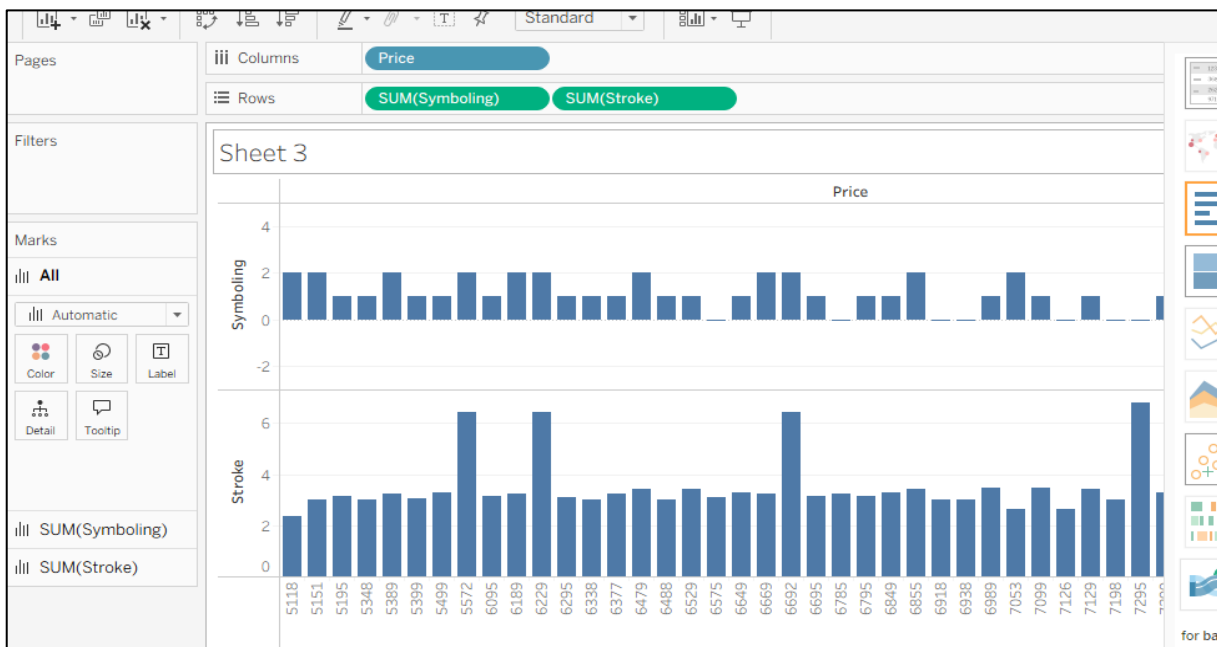 Standard
Pages
Columns
Price
Rows
SUM(Symboling)
SUM(Stroke)
Filters
Sheet 3
Price
Marks
All
Automatic
Color
Size
Label
Detail
Tooltip
SUM(Symboling)
SUM(Stroke)
Symboling
4
2
0
-2
Stroke
6
4
2
0
5118
5151
5195
5348
5389
5399
5499
5572
6095
6189
6229
6295
6338
6377
6479
6488
6529
6575
6649
6669
6692
6695
6785
6795
6849
6855
6918
6938
6989
7053
7099
7126
7129
7198
7295
for ba